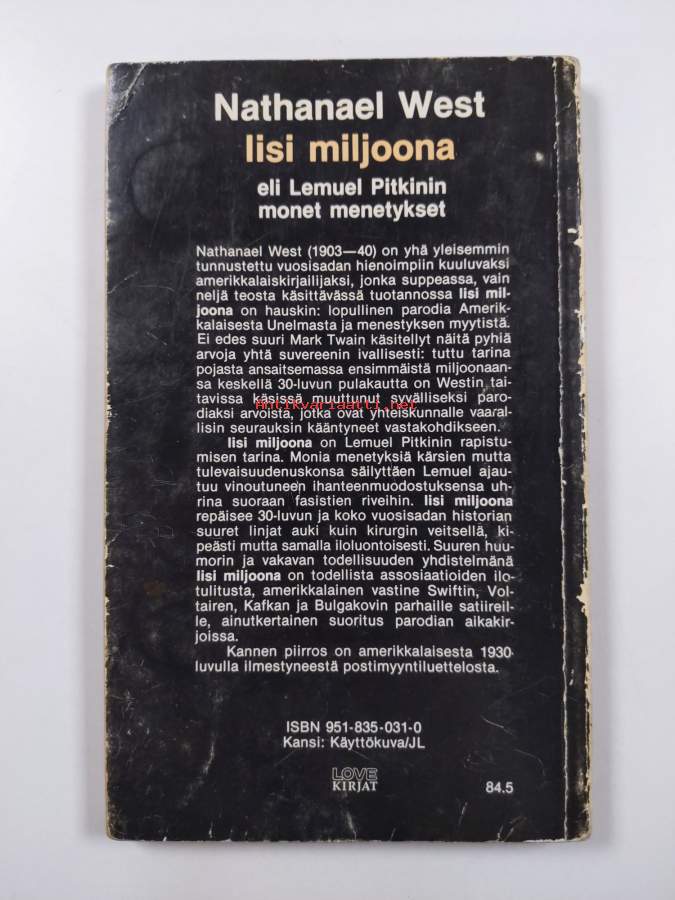 Nathanael West
Iisi miljoona
eli Lemuel Pitkinin
monet menetykset
Nathanael West (1903—40) on yhä yleisemmin
tunnustettu vuosisadan hienoimpiin kuuluvaksi
amerikkalaiskirjailijaksi, jonka suppeassa, vain
neljä teosta käsittävässä tuotannossa Iisi mil-
joona on hauskin: lopullinen parodia Amerik-
kalaisesta Unelmasta ja menestyksen myytistä.
Ei edes suuri Mark Twain käsitellyt näitä pyhiä
arvoja yhtä suvereenin ivallisesti: tuttu tarina
pojasta ansaitsemassa ensimmäistä miljoonaan-
sa keskellä 30-luvun pulakautta on Westin tai-
tavissa käsissä muuttunut syvälliseksi paro-
diaksi arvoista, jotka ovat yhteiskunnalle vaaral-
lisin seurauksin kääntyneet vastakohdikseen.
Antikvariaatti.net
Iisi miljoona on Lemuel Pitkinin rapistu-
misen tarina. Monia menetyksiä kärsien mutta
tulevaisuudenuskonsa säilyttäen Lemuel ajau-
tuu vinoutuneen ihanteenmuodostuksensa uh-
rina suoraan fasistien riveihin. Iisi miljoona
repäisee 30-luvun ja koko vuosisadan historian
suuret linjat auki kuin kirurgin veitsellä, ki-
peästi mutta samalla iloluontoisesti. Suuren huu-
morin ja vakavan todellisuuden yhdistelmänä
Iisi miljoona on todellista assosiaatioiden ilo-
tulitusta, amerikkalainen vastine Swiftin, Vol-
tairen, Kafkan ja Bulgakovin parhaille satiireil-
le, ainutkertainen suoritus parodian aikakir-
joissa.
Kannen piirros on amerikkalaisesta 1930-
luvulla ilmestyneestä postimyyntiluettelosta.
ISBN 951-835-031-0
Kansi: Käyttökuva/JL
LOVE
KIRJAT
84.5